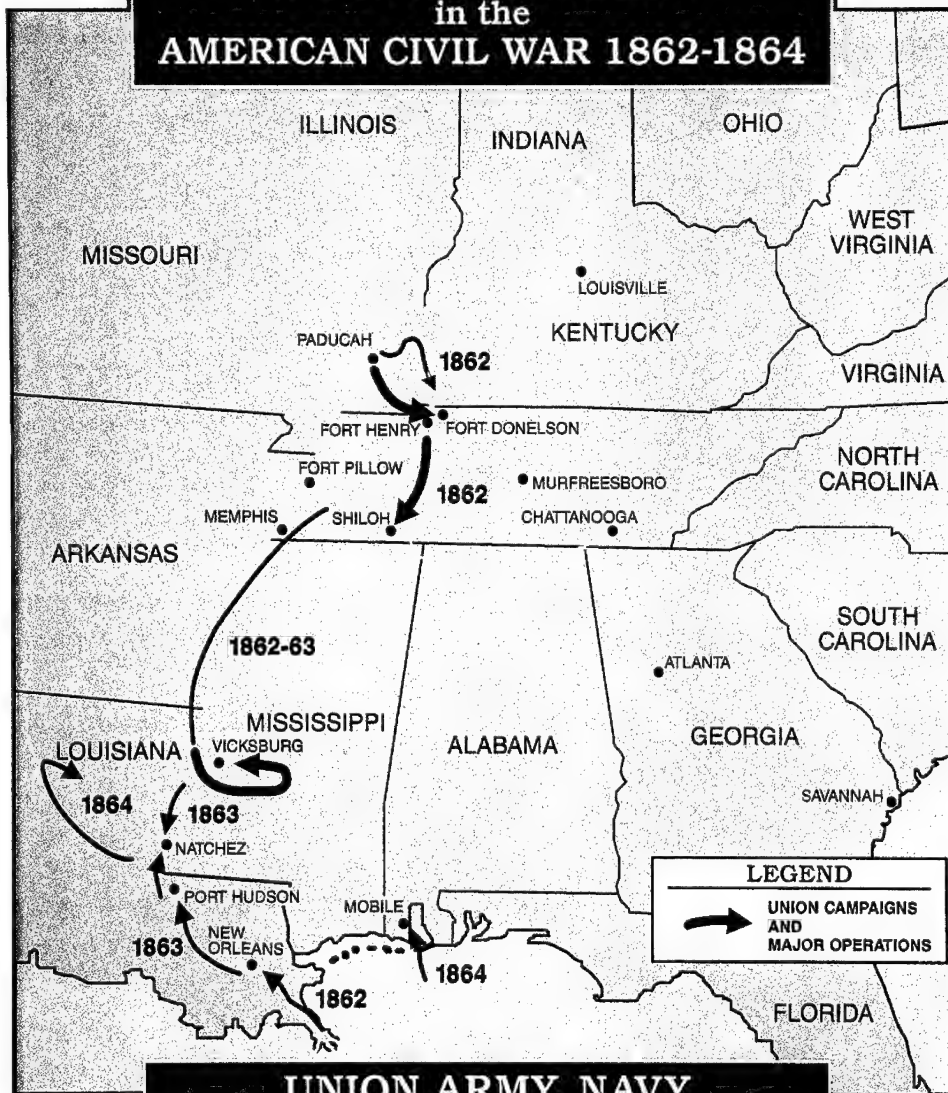 in the
AMERICAN CIVIL WAR 1862-1864
ILLINOIS
INDIANA
OHIO
WEST
VIRGINIA
MISSOURI
LOUISVILLE
KENTUCKY
PADUCAH
1862
VIRGINIA
FORT HENRY
FORT DONELSON
FORT PILLOW
1862
MURFREESBORO
NORTH
CAROLINA
MEMPHIS
SHILOH
CHATTANOOGA
ARKANSAS
SOUTH
CAROLINA
1862-63
ATLANTA
MISSISSIPPI
LOUISIANA
VICKSBURG
ALABAMA
GEORGIA
1864
1863
SAVANNAH
NATCHEZ
LEGEND
UNION CAMPAIGNS
AND
MAJOR OPERATIONS
PORT HUDSON
MOBILE
1863
NEW
ORLEANS
1864
1862
FLORIDA
UNION ARMY, NAVY